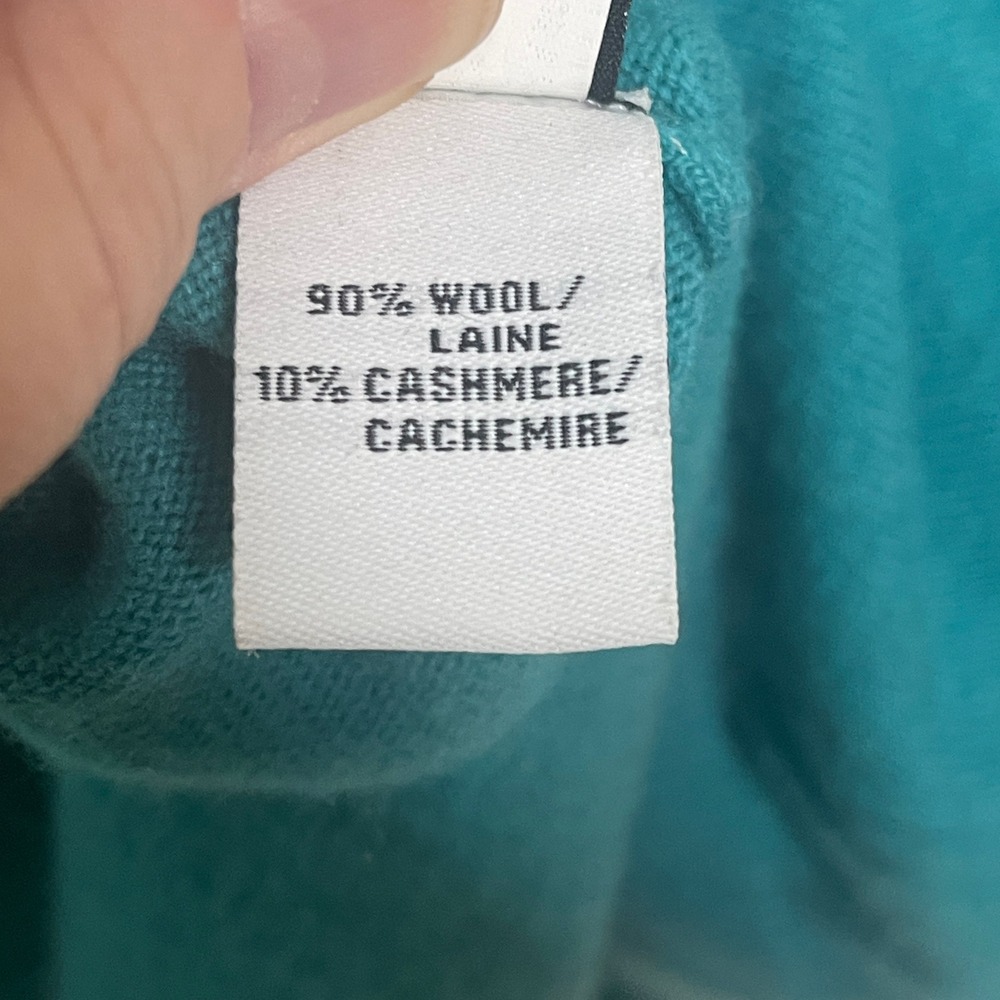 90% WOOL/
LAINE
10% CASHMERE/
CACHEMIRE